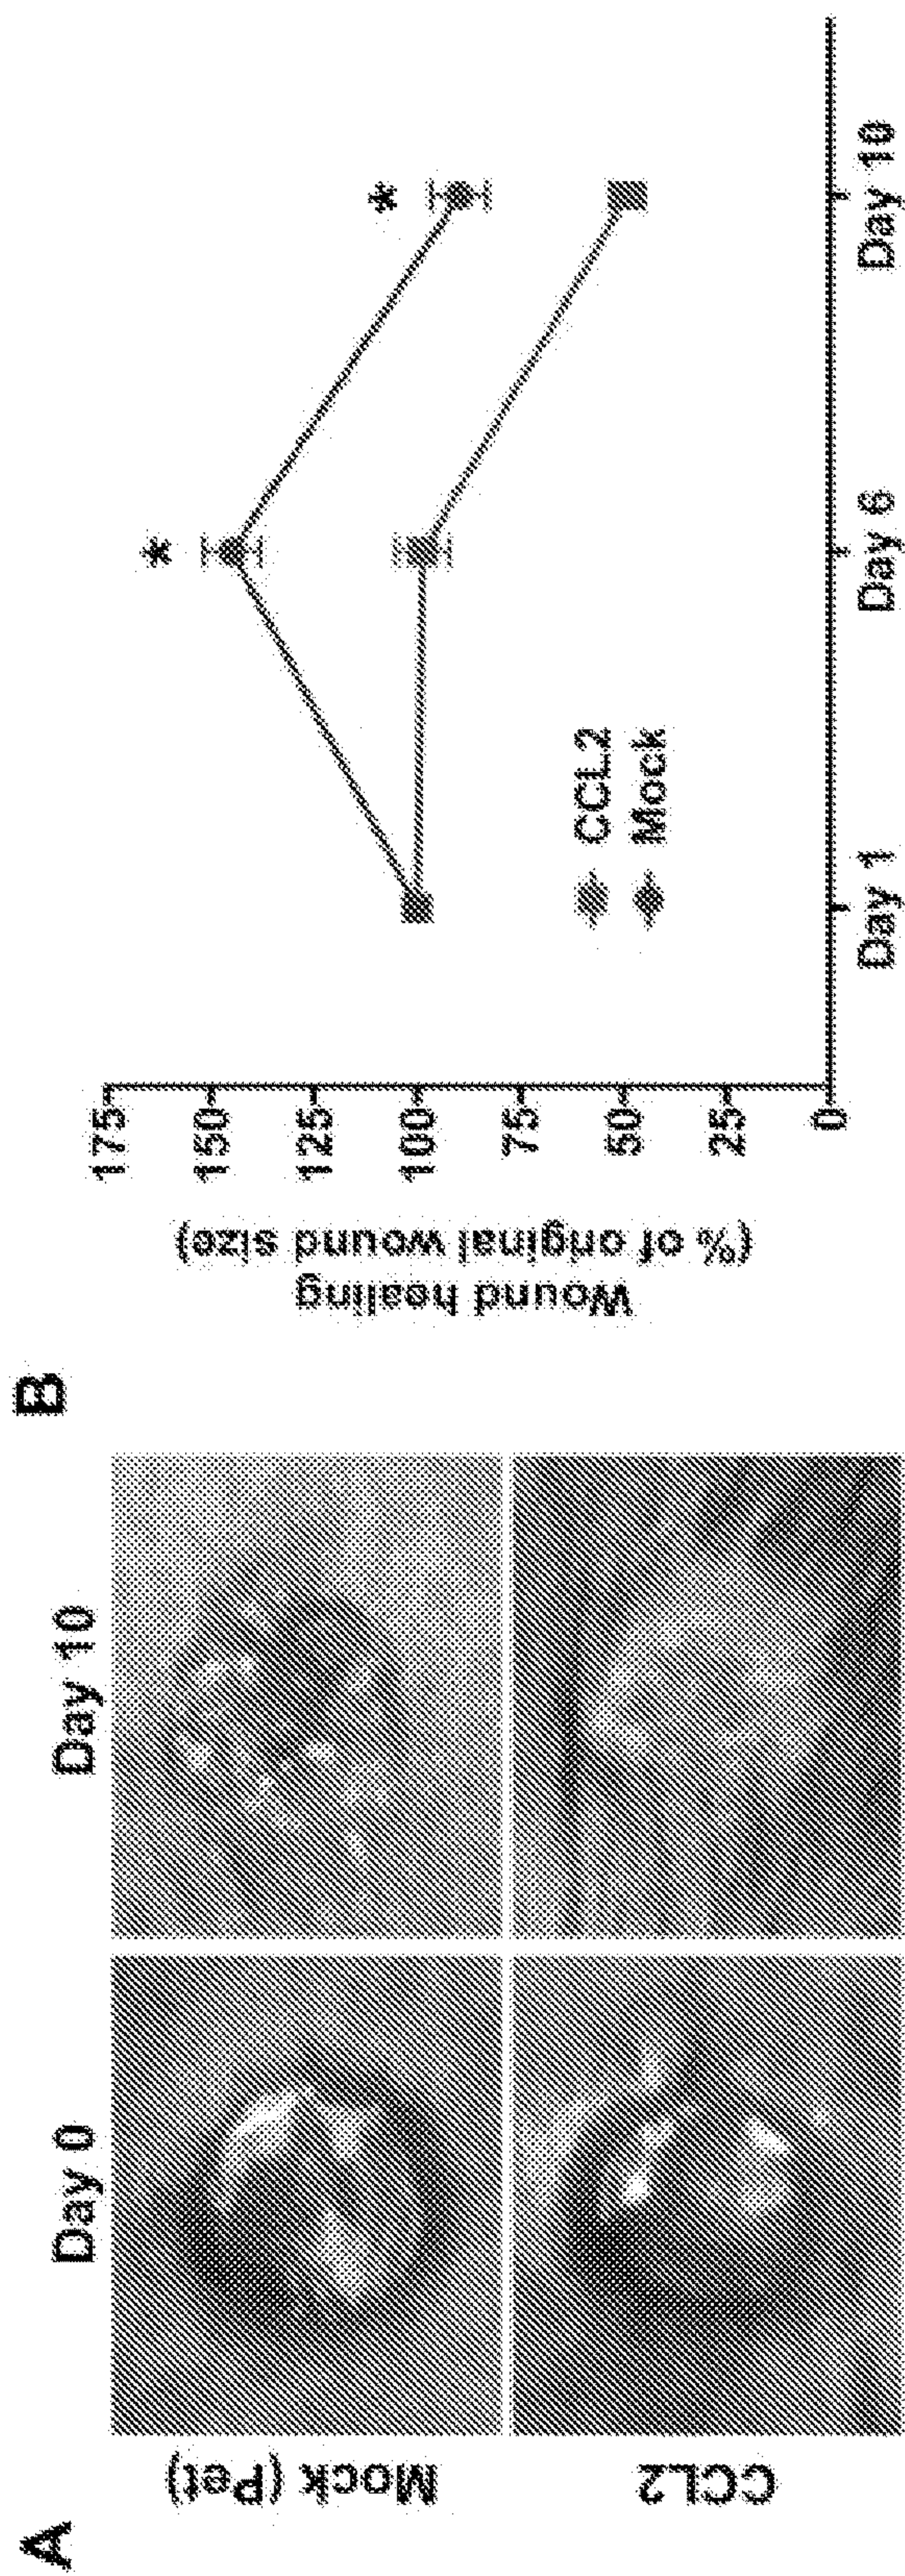 A
Day 0
Day 10
Mock (Pet)
CCL2
B
Wound healing
(% of original wound size)
175
150
125
100
75
50
25
0
*
*
CCL2
Mock
Day 1
Day 6
Day 10